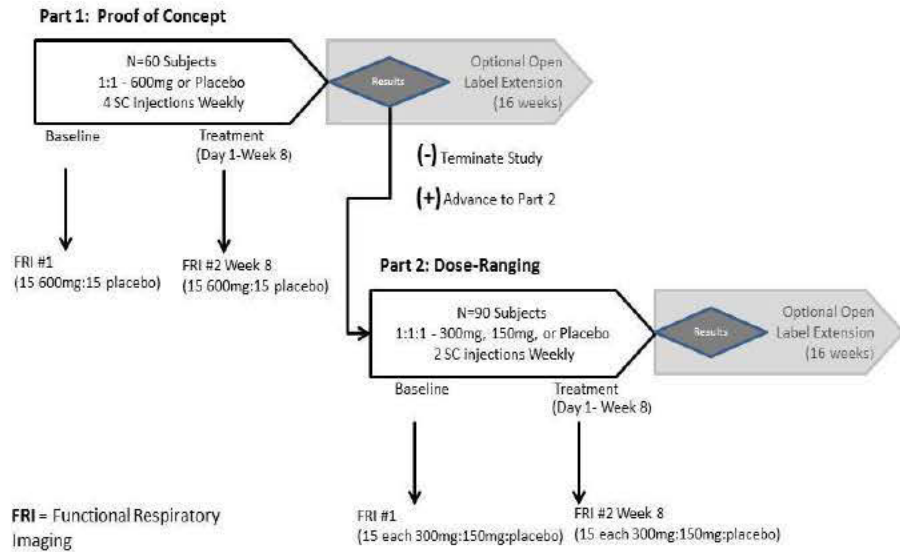 Part 1: Proof of Concept
N=60 Subjects
1:1 - 600mg or Placebo
4 SC injections Weekly
Results
Optional Open
Label Extension
(16 weeks)
Baseline
Treatment
(Day 1-Week 8)
(-) Terminate Study
(+) Advance to Part 2
FRI #1
(15 600mg:15 placebo)
FRI #2 Week 8
(15 600mg:15 placebo)
Part 2: Dose-Ranging
N=90 Subjects
1:1:1 - 300mg, 150mg, or Placebo
2 SC injections Weekly
Results
Optional Open
Label Extension
(16 weeks)
Baseline
Treatment
(Day 1- Week 8)
FRI #1
(15 each 300mg:150mg:placebo)
FRI #2 Week 8
(15 each 300mg:150mg:placebo)
FRI = Functional Respiratory
Imaging